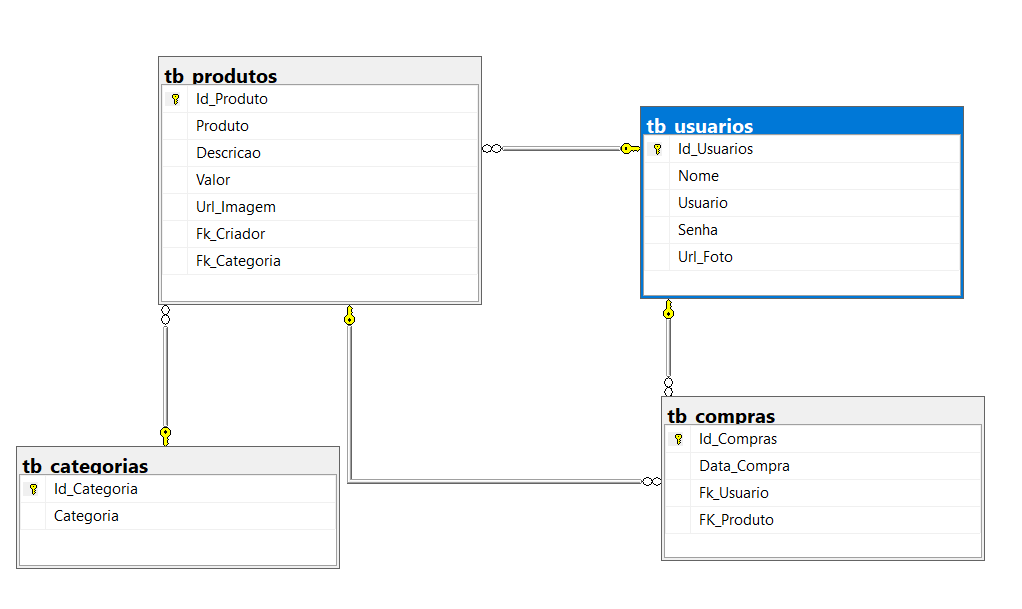 tb_produtos
Id_Produto
Produto
Descricao
Valor
Url_Imagem
Fk_Criador
Fk_Categoria
tb_usuarios
Id_Usuarios
Nome
Usuario
Senha
Url_Foto
tb_categorias
Id_Categoria
Categoria
tb_compras
Id_Compras
Data_Compra
Fk_Usuario
FK_Produto